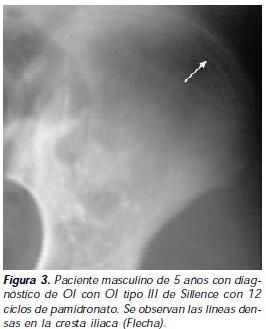 Figura 3. Paciente masculino de 5 años con diag-
nóstico de OI con OI tipo III de Sillence con 12
ciclos de pamidronato. Se observan las líneas den-
sas en la cresta iliaca (Flecha).